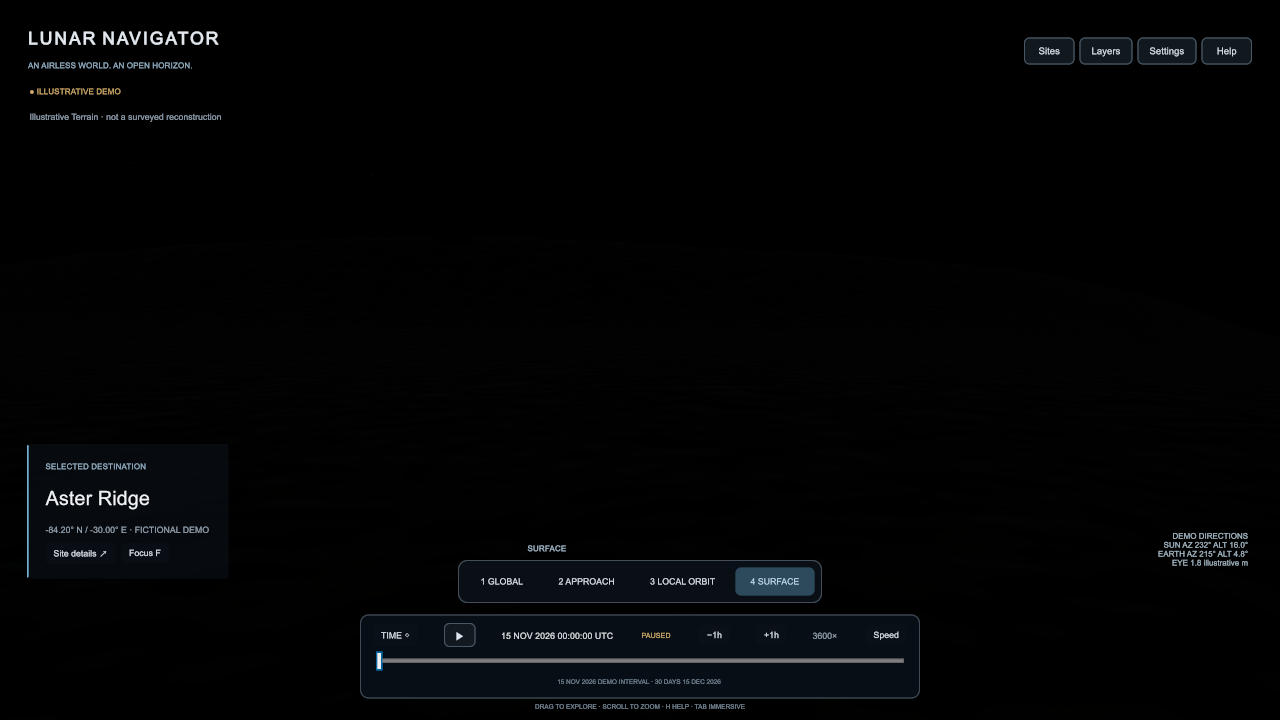 LUNAR NAVIGATOR
AN AIRLESS WORLD. AN OPEN HORIZON.
● ILLUSTRATIVE DEMO
Illustrative Terrain · not a surveyed reconstruction
Sites
Layers
Settings
Help
SELECTED DESTINATION
Aster Ridge
-84.20° N / -30.00° E · FICTIONAL DEMO
Site details ↗
Focus F
DEMO DIRECTIONS
SUN AZ 232° ALT 16.0°
EARTH AZ 215° ALT 4.8°
EYE 1.8 illustrative m
SURFACE
1 GLOBAL
2 APPROACH
3 LOCAL ORBIT
4 SURFACE
TIME ◇
15 NOV 2026 00:00:00 UTC
PAUSED
−1h
+1h
3600×
Speed
15 NOV 2026 DEMO INTERVAL · 30 DAYS 15 DEC 2026
DRAG TO EXPLORE · SCROLL TO ZOOM · H HELP · TAB IMMERSIVE